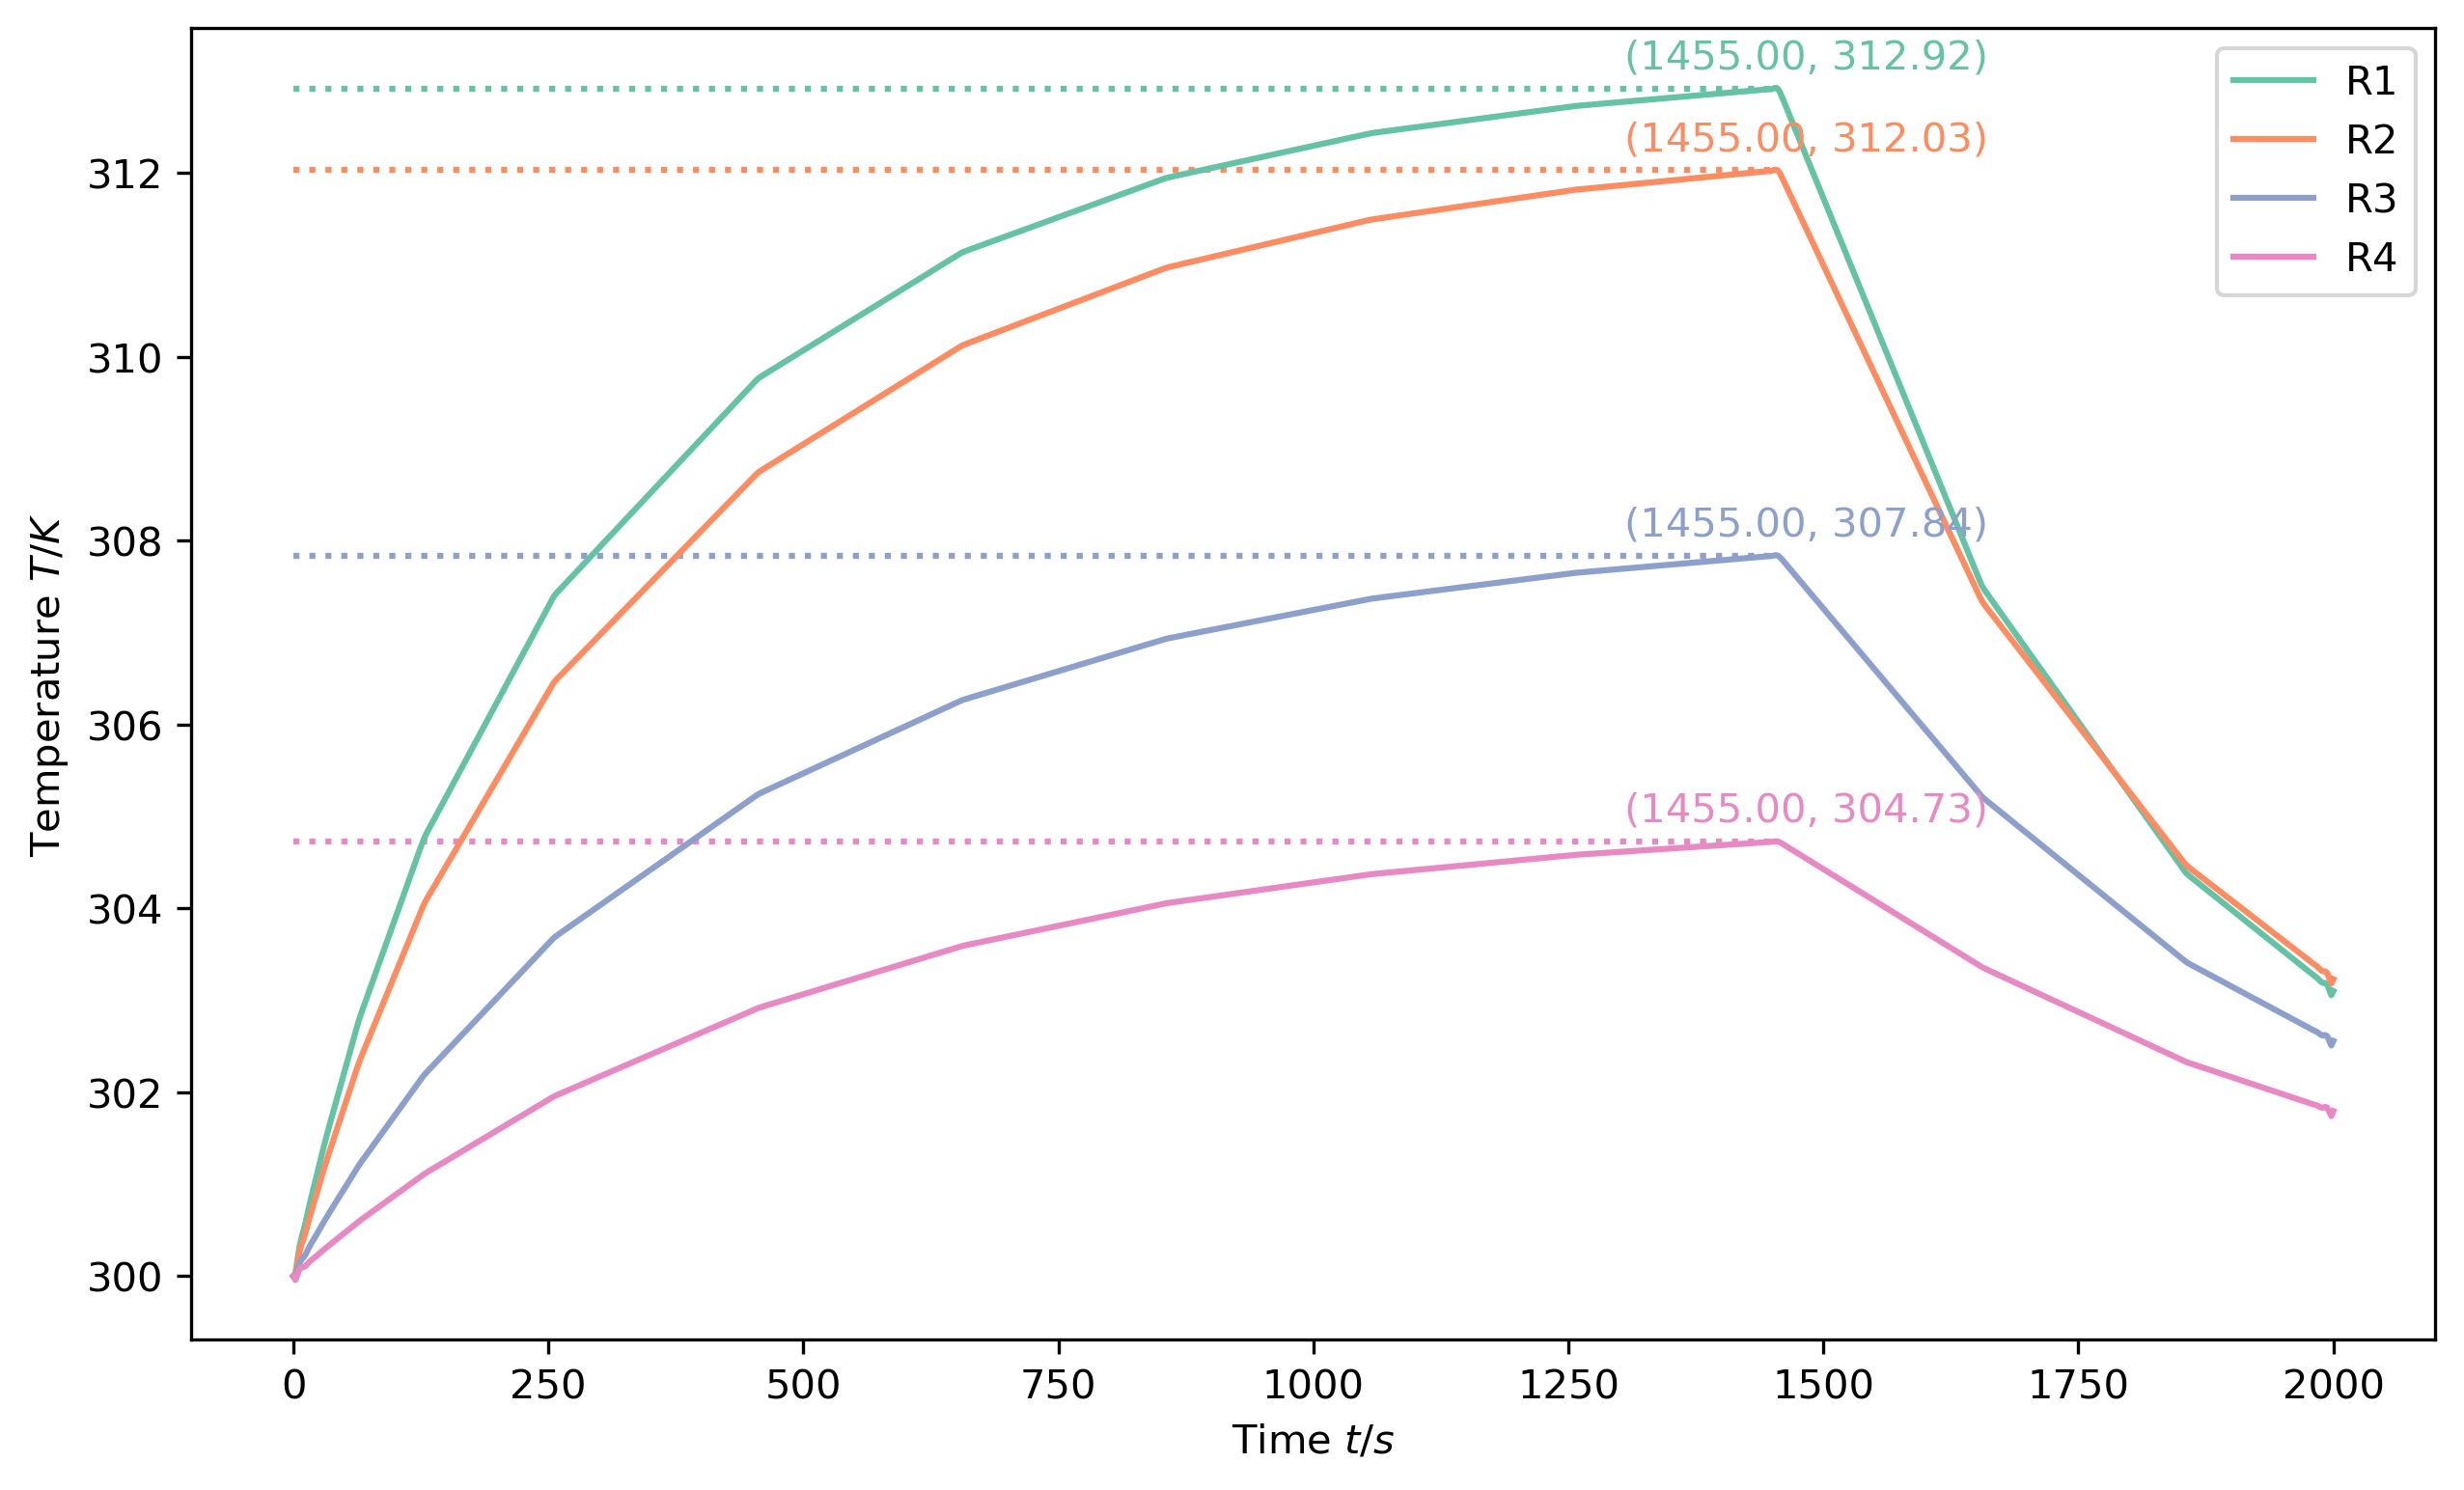 (1455.00, 312.92)
(1455.00, 312.03)
(1455.00, 307.84)
(1455.00, 304.73)
R1
R2
R3
R4
312
310
308
306
304
302
300
Temperature T/K
0 250 500 750 1000 1250 1500 1750 2000
Time t/s